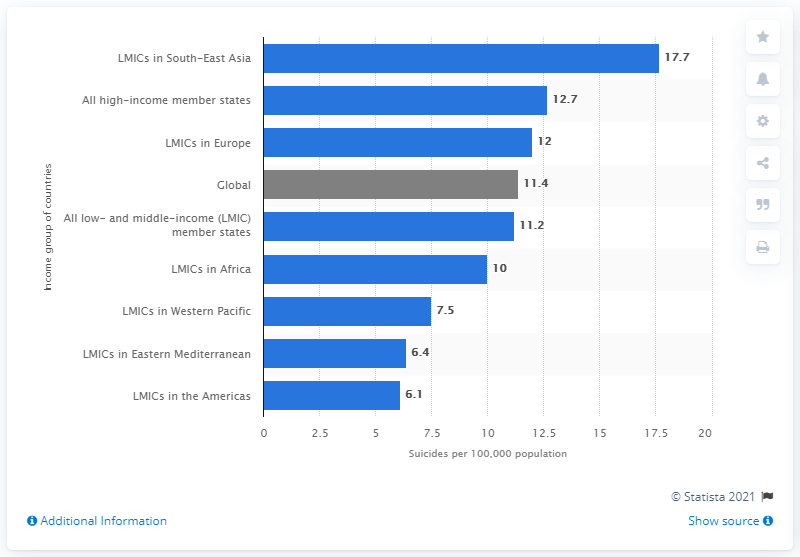 LMICs in South-East Asia
17.7
All high-income member states
12.7
LMICs in Europe
12
Global
11.4
All low- and middle-income (LMIC)
member states
11.2
LMICs in Africa
10
LMICs in Western Pacific
7.5
LMICs in Eastern Mediterranean
6.4
LMICs in the Americas
6.1
Income group of countries
0 2.5 5 7.5 10 12.5 15 17.5 20
Suicides per 100,000 population
© Statista 2021
Additional Information
Show source